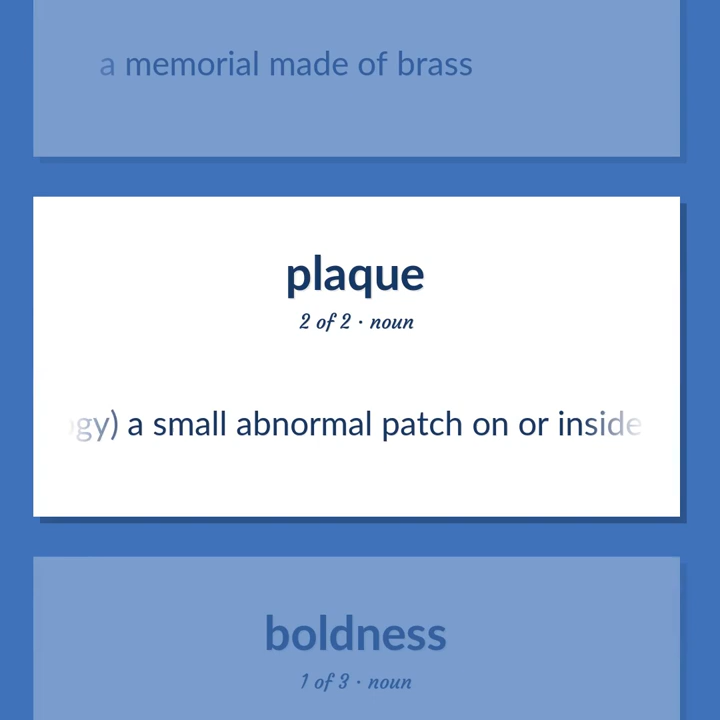 a memorial made of brass
plaque
2 of 2 · noun
gy) a small abnormal patch on or inside
boldness
1 of 3 · noun